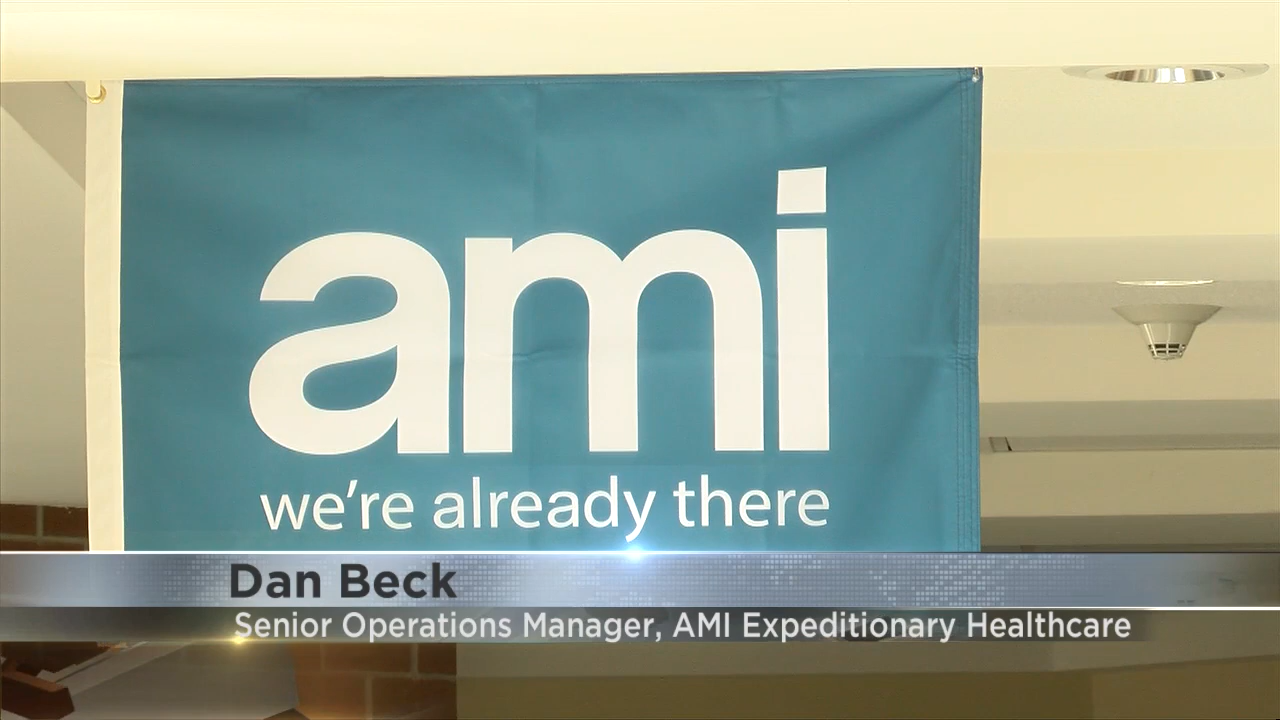 ami
we're already there
Dan Beck
Senior Operations Manager, AMI Expeditionary Healthcare